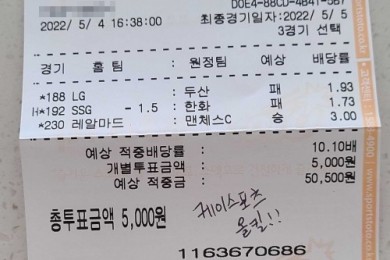 D0E4-88CD-4B41-5B7
2022/ 5/ 4 16:38:00 최종경기일자:2022/ 5/ 5
3경기 선택
경기 홈 팀 : 원정팀 예상 배당률
*188 LG : 두산 패 1.93
H*192 SSG - 1.5 : 한화 패 1.73
*230 레알마드 : 맨체스C 승 3.00
예상 적중배당률 : 10.10배
개별투표금액 : 5,000원
예상 적중금 : 50,500원
총투표금액 5,000원
케이스포츠
올킬!!
1163670686